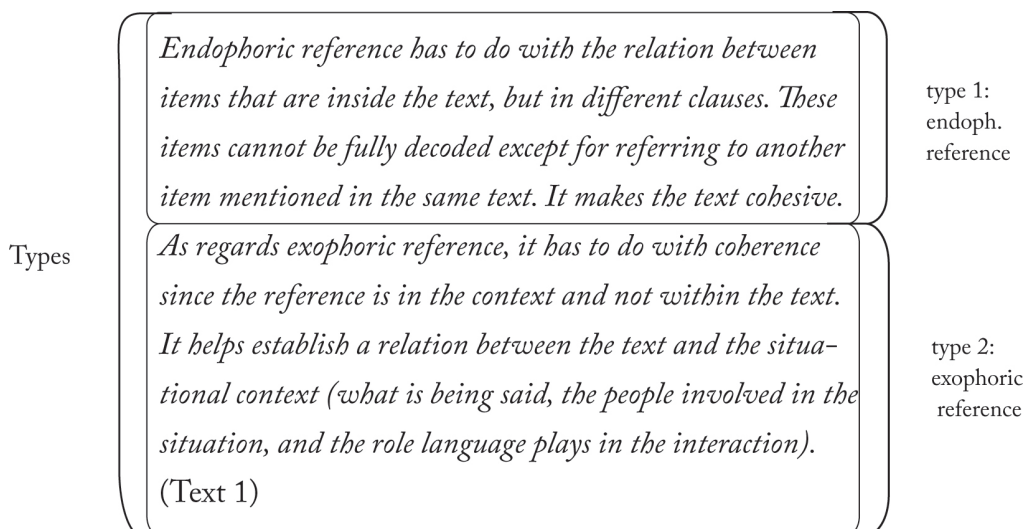 Endophoric reference has to do with the relation between
items that are inside the text, but in different clauses. These
items cannot be fully decoded except for referring to another
item mentioned in the same text. It makes the text cohesive.
type 1:
endoph.
reference
Types
As regards exophoric reference, it has to do with coherence
since the reference is in the context and not within the text.
It helps establish a relation between the text and the situa–
tional context (what is being said, the people involved in the
situation, and the role language plays in the interaction).
(Text 1)
type 2:
exophoric
reference